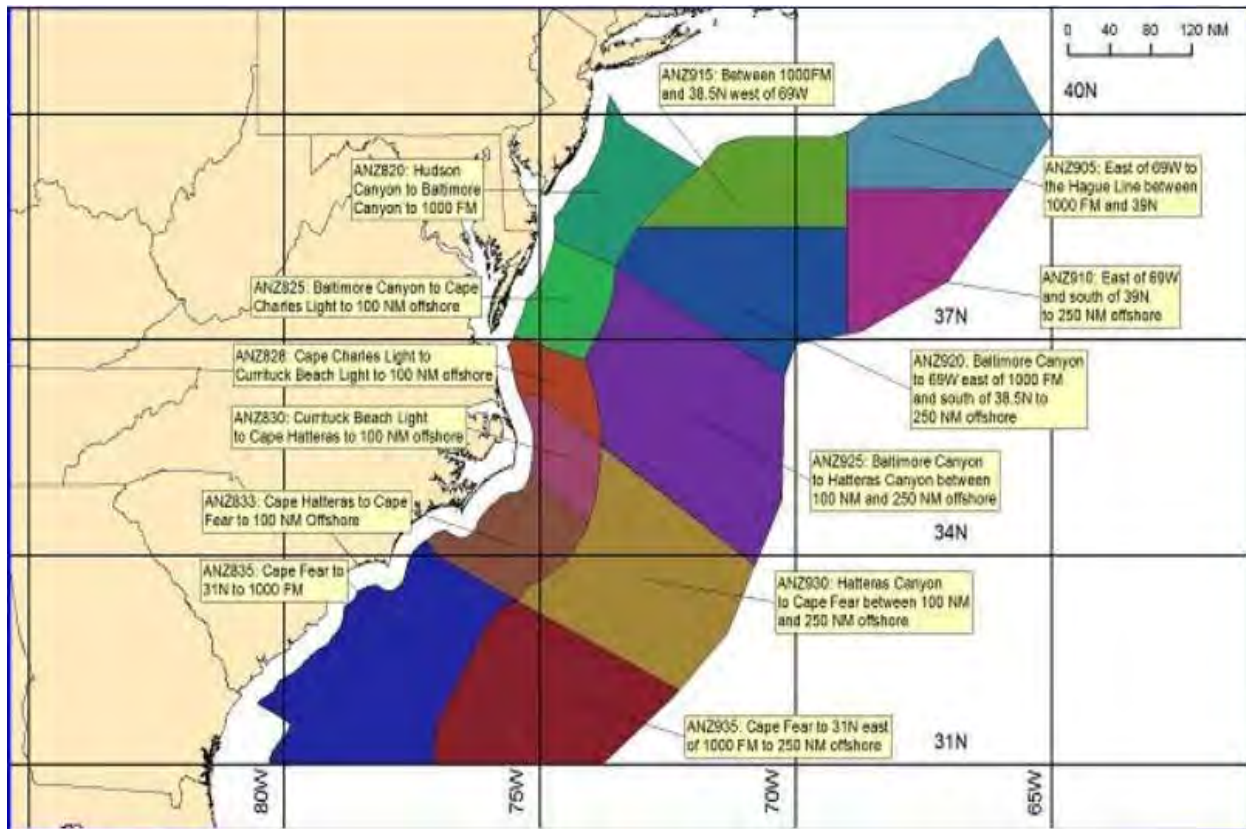 0 40 80 120 NM
40N
ANZ915: Between 1000FM
and 38.5N west of 69W
ANZ820: Hudson
Canyon to Baltimore
Canyon to 1000 FM
ANZ905: East of 69W to
the Hague Line between
1000 FM and 39N
ANZ825: Baltimore Canyon to Cape
Charles Light to 100 NM offshore
ANZ910: East of 69W
and south of 39N
to 250 NM offshore
37N
ANZ828: Cape Charles Light to
Currituck Beach Light to 100 NM offshore
ANZ920: Baltimore Canyon
to 69W east of 1000 FM
and south of 38.5N to
250 NM offshore
ANZ830: Currituck Beach Light
to Cape Hatteras to 100 NM offshore
ANZ925: Baltimore Canyon
to Hatteras Canyon between
100 NM and 250 NM offshore
ANZ833: Cape Hatteras to Cape
Fear to 100 NM Offshore
34N
ANZ835: Cape Fear to
31N to 1000 FM
ANZ930: Hatteras Canyon
to Cape Fear between 100 NM
and 250 NM offshore
ANZ935: Cape Fear to 31N east
of 1000 FM to 250 NM offshore
31N
80W
75W
70W
65W